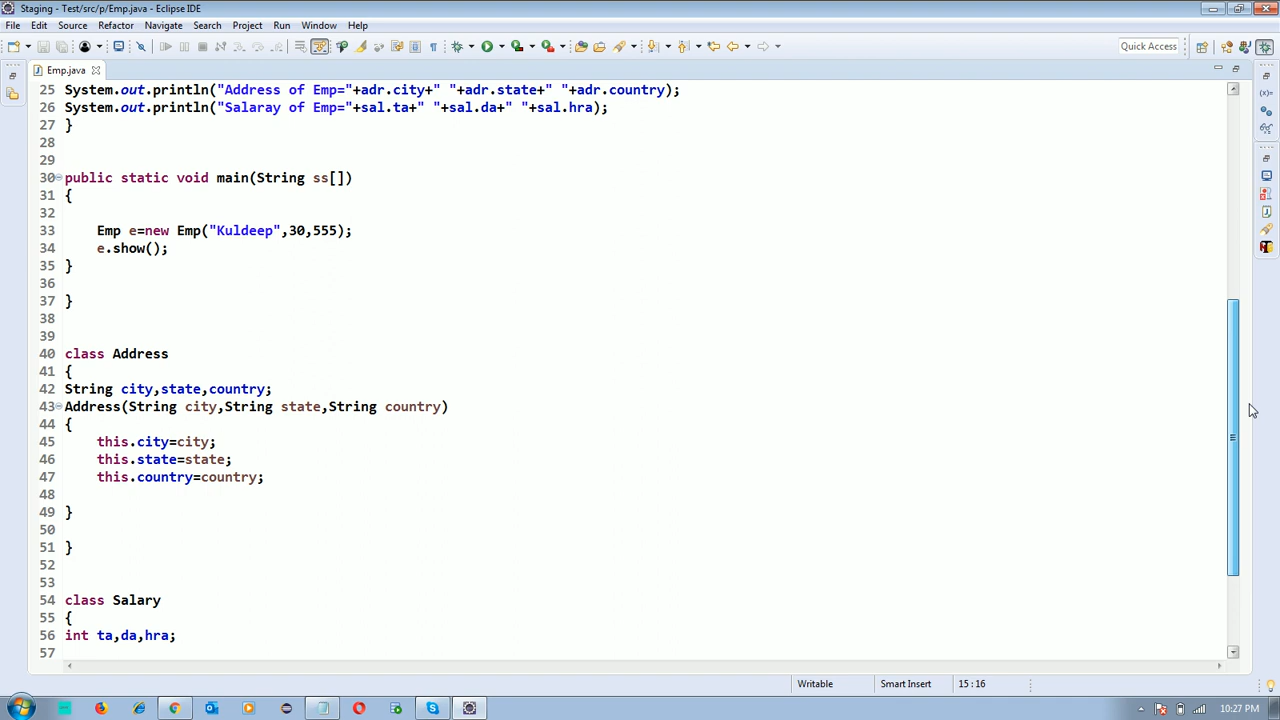 Staging - Test/src/p/Emp.java - Eclipse IDE
File Edit Source Refactor Navigate Search Project Run Window Help
Quick Access
Emp.java
25 System.out.println("Address of Emp="+adr.city+" "+adr.state+" "+adr.country);
26 System.out.println("Salaray of Emp="+sal.ta+" "+sal.da+" "+sal.hra);
27 }
28
29
30 public static void main(String ss[])
31 {
32
33 Emp e=new Emp("Kuldeep",30,555);
34 e.show();
35 }
36
37 }
38
39
40 class Address
41 {
42 String city,state,country;
43 Address(String city,String state,String country)
44 {
45 this.city=city;
46 this.state=state;
47 this.country=country;
48
49 }
50
51 }
52
53
54 class Salary
55 {
56 int ta,da,hra;
57
Writable Smart Insert 15 : 16
10:27 PM